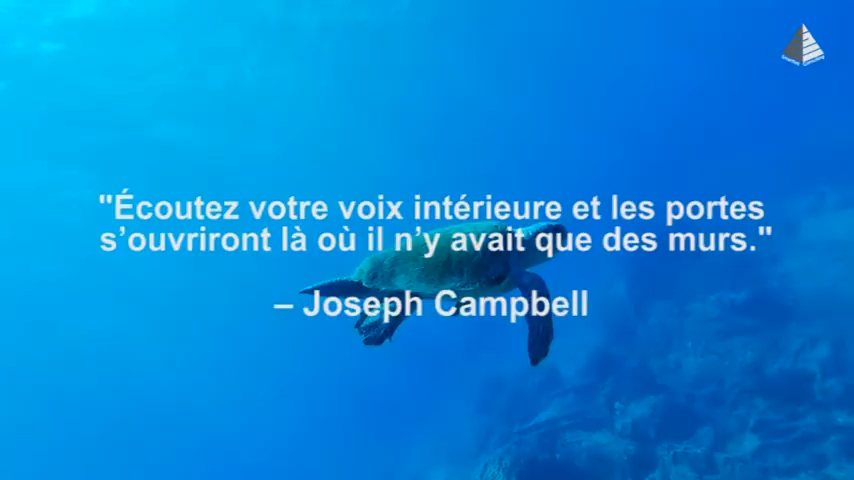 "Écoutez votre voix intérieure et les portes
s’ouvriront là où il n’y avait que des murs."
– Joseph Campbell